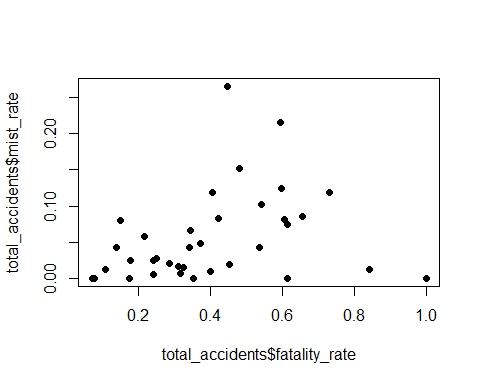 total_accidents$mist_rate
0.20
0.10
0.00
0.2 0.4 0.6 0.8 1.0
total_accidents$fatality_rate